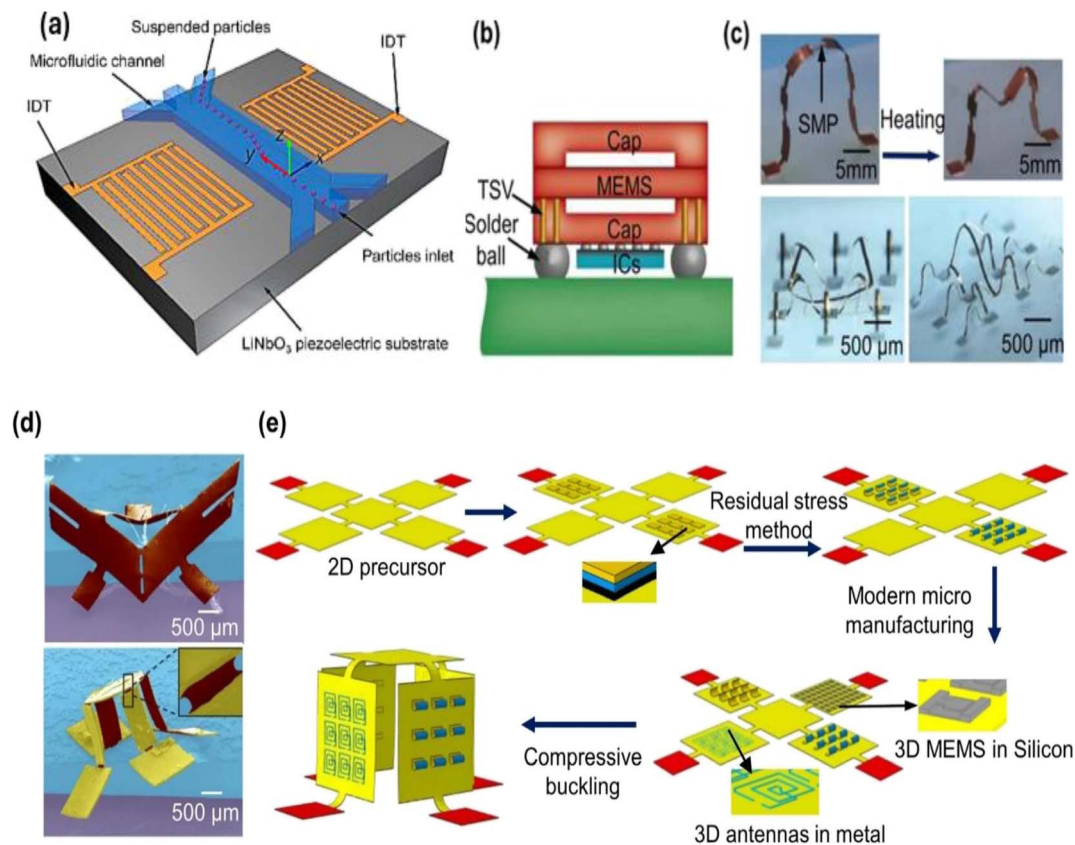 (a)
Suspended particles
IDT
Microfluidic channel
IDT
z
y
x
Particles inlet
LiNbO3 piezoelectric substrate
(b)
Cap
MEMS
TSV
Solder
ball
Cap
ICs
(c)
SMP
Heating
5mm
5mm
500 μm
500 μm
(d)
500 μm
500 μm
(e)
2D precursor
Residual stress
method
Modern micro
manufacturing
3D MEMS in Silicon
3D antennas in metal
Compressive
buckling